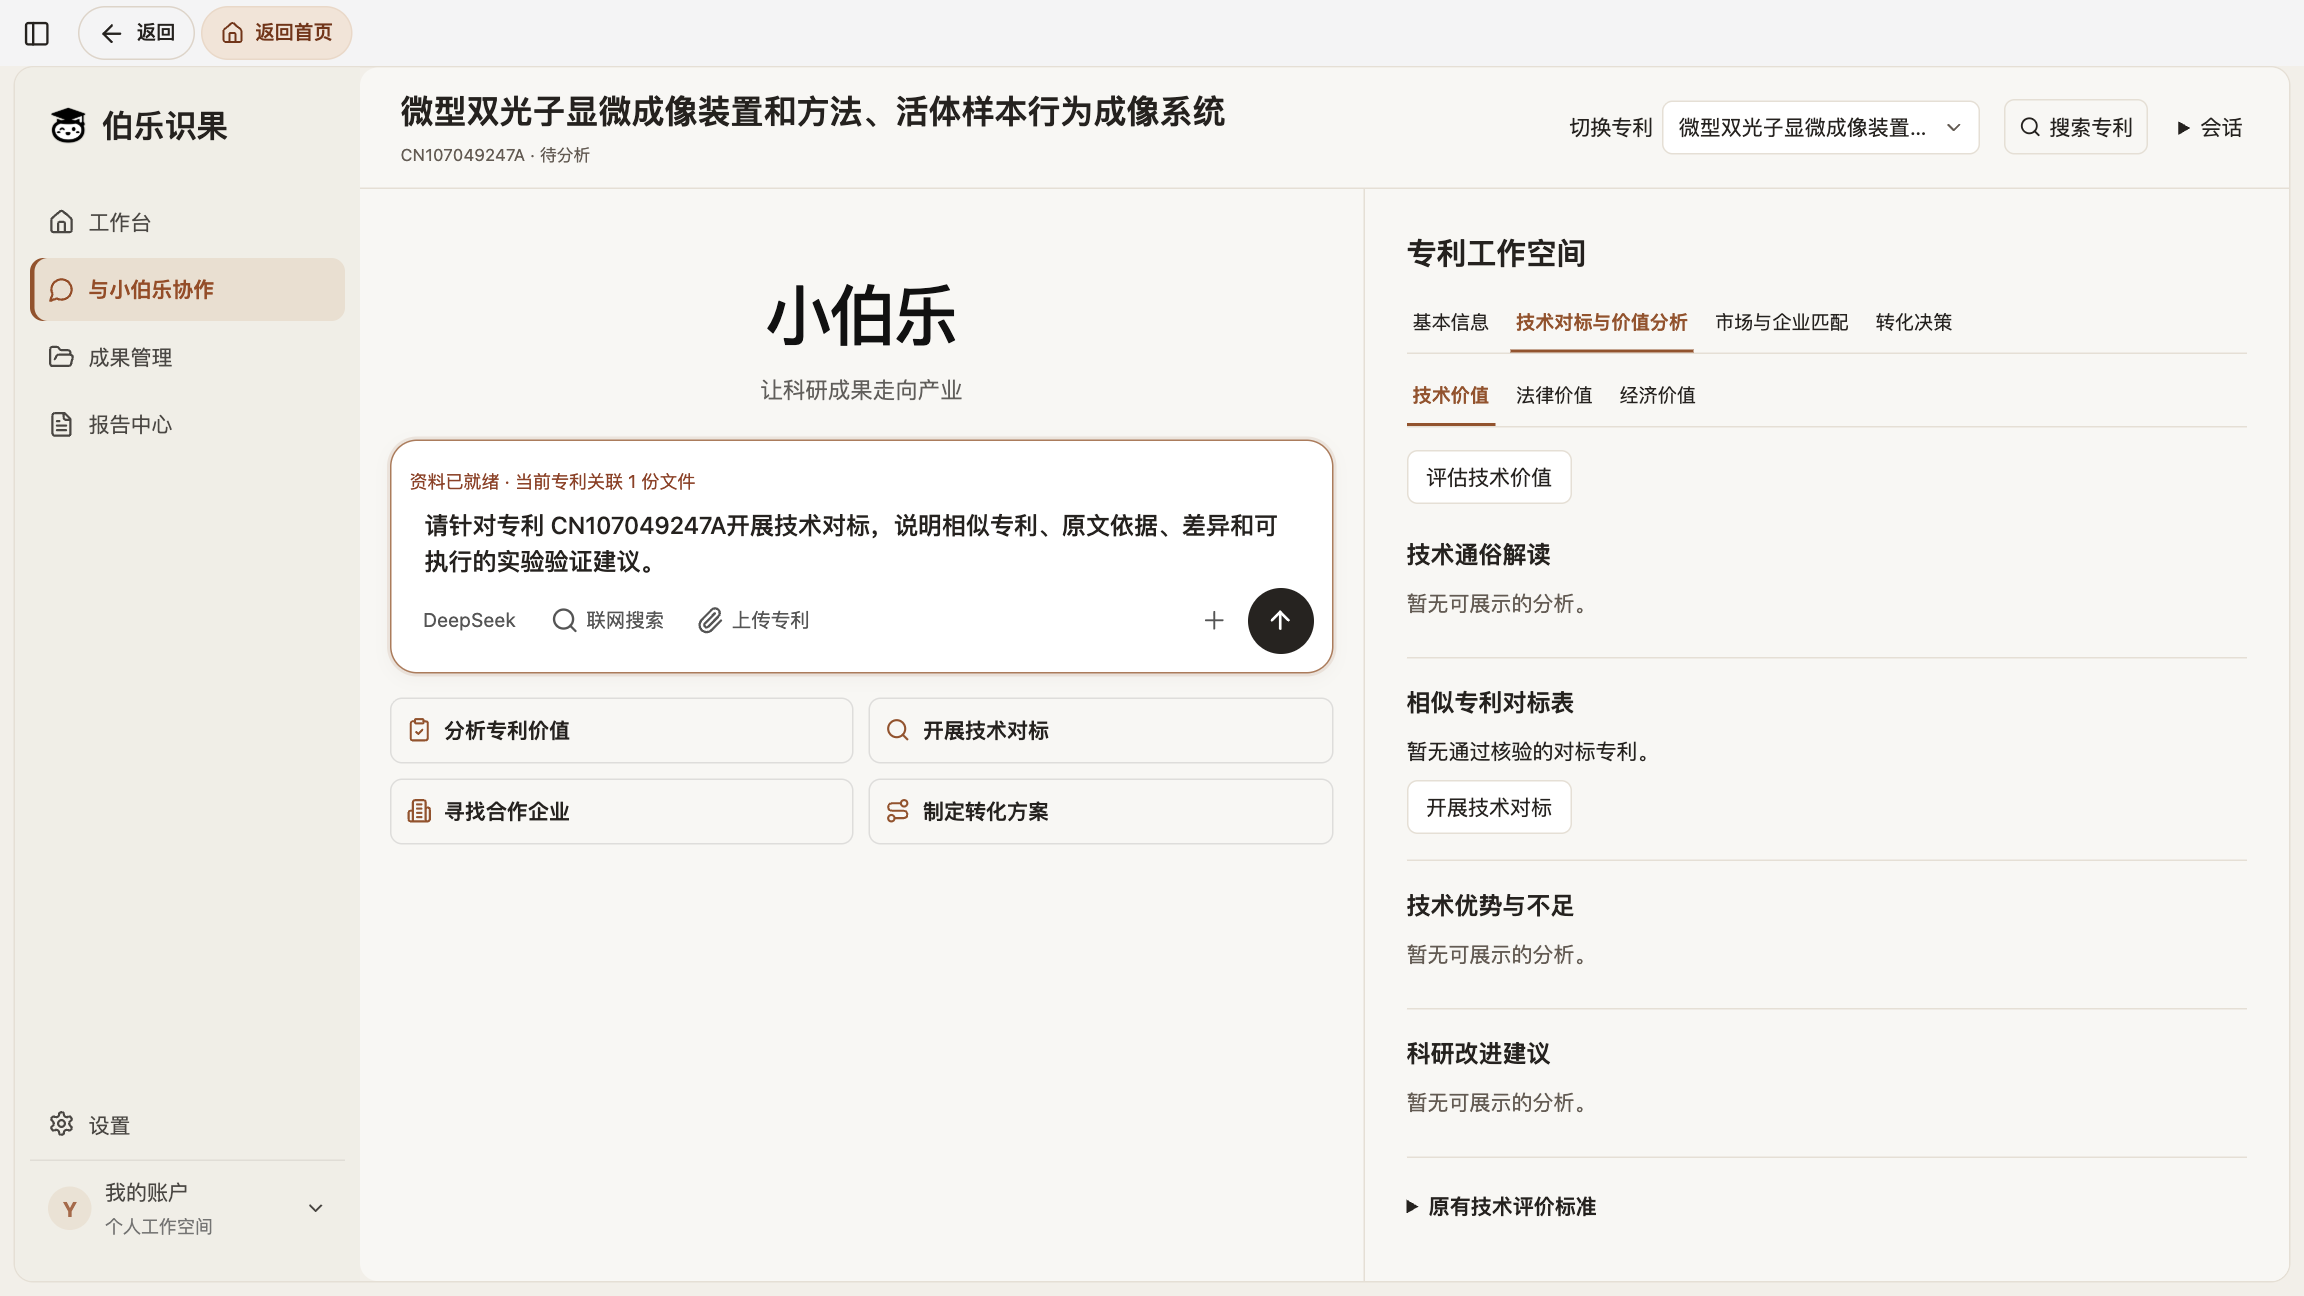 返回
返回首页
伯乐识果
工作台
与小伯乐协作
成果管理
报告中心
设置
Y
我的账户
个人工作空间
微型双光子显微成像装置和方法、活体样本行为成像系统
CN107049247A · 待分析
切换专利
微型双光子显微成像装置...
搜索专利
会话
小伯乐
让科研成果走向产业
资料已就绪 · 当前专利关联 1 份文件
请针对专利 CN107049247A开展技术对标，说明相似专利、原文依据、差异和可
执行的实验验证建议。
DeepSeek
联网搜索
上传专利
分析专利价值
开展技术对标
寻找合作企业
制定转化方案
专利工作空间
基本信息
技术对标与价值分析
市场与企业匹配
转化决策
技术价值
法律价值
经济价值
评估技术价值
技术通俗解读
暂无可展示的分析。
相似专利对标表
暂无通过核验的对标专利。
开展技术对标
技术优势与不足
暂无可展示的分析。
科研改进建议
暂无可展示的分析。
原有技术评价标准